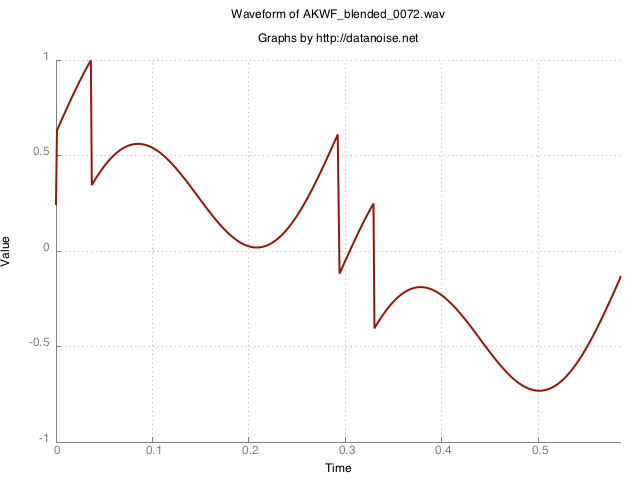 Waveform of AKWF_blended_0072.wav
Graphs by http://datanoise.net
1
0.5
0
-0.5
-1
Value
0 0.1 0.2 0.3 0.4 0.5
Time